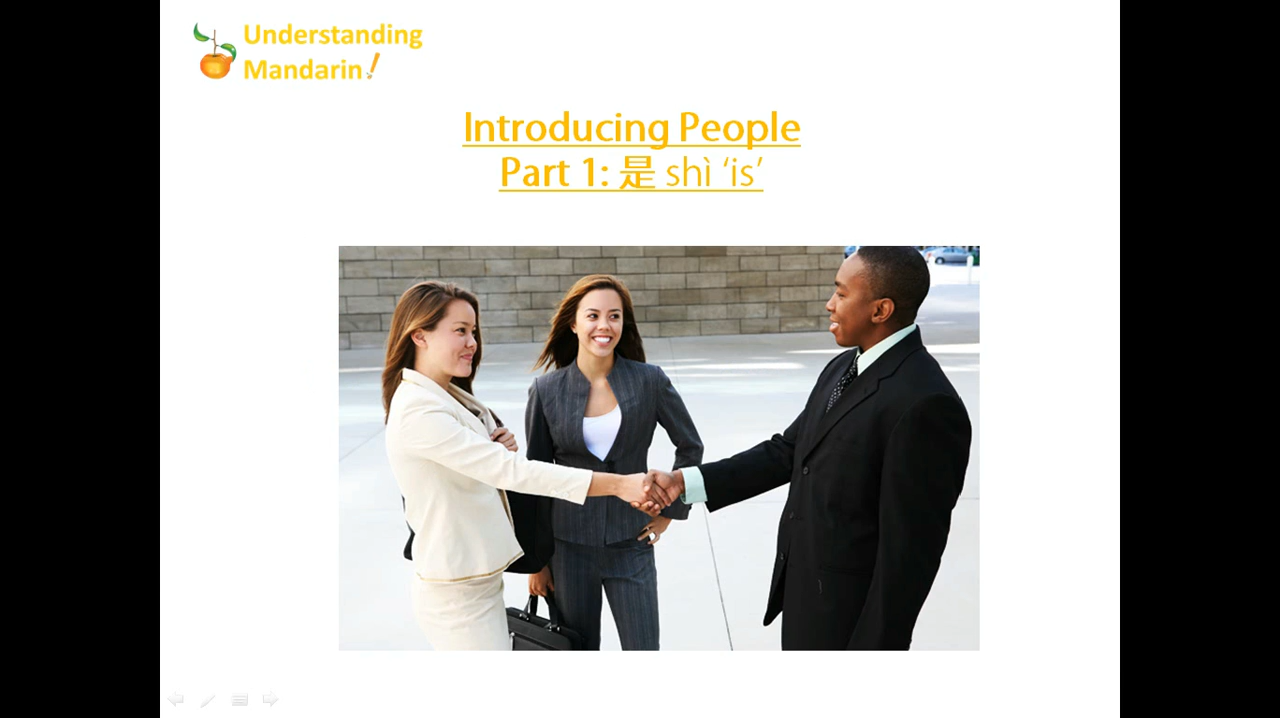 Understanding
Mandarin!
Introducing People
Part 1: 是 shì ‘is’